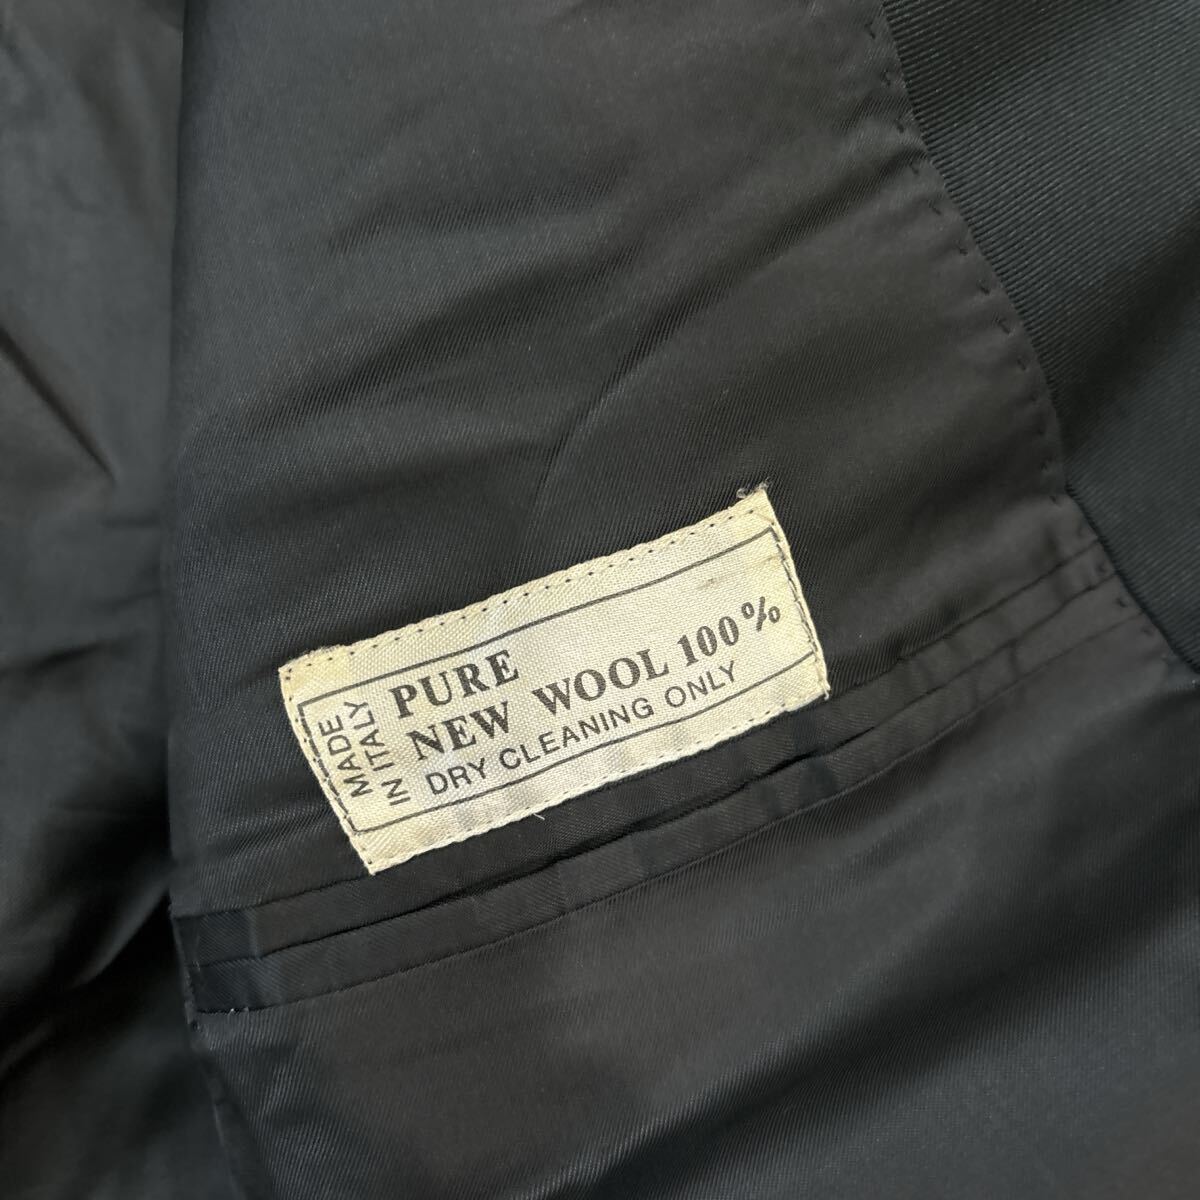 MADE
IN ITALY
PURE
NEW WOOL 100%
DRY CLEANING ONLY